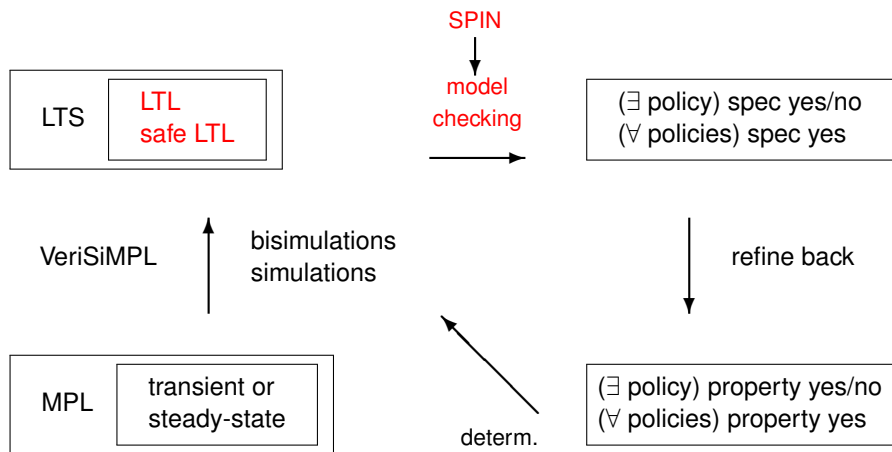 SPIN
model
checking
LTS
LTL
safe LTL
(∃ policy) spec yes/no
(∀ policies) spec yes
VeriSiMPL
bisimulations
simulations
refine back
MPL
transient or
steady-state
determ.
(∃ policy) property yes/no
(∀ policies) property yes